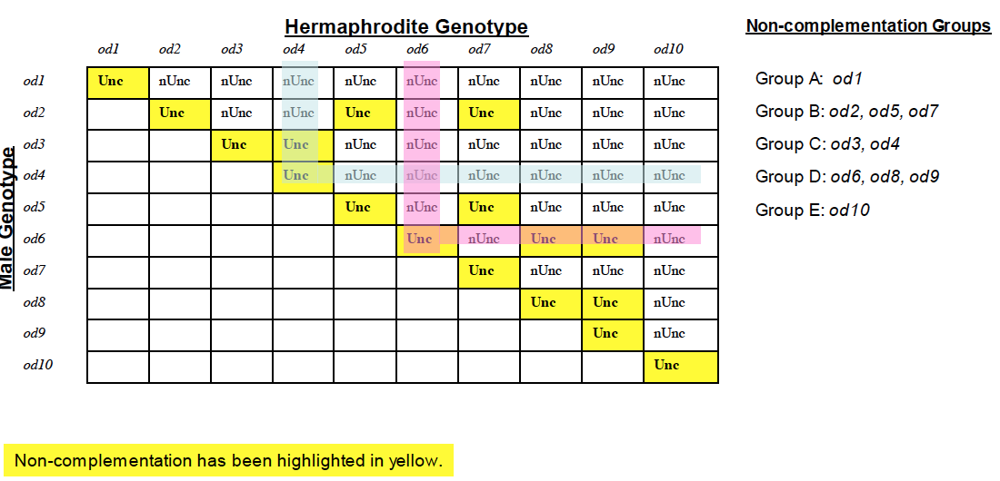 Hermaphrodite Genotype
Non-complementation Groups
od1 od2 od3 od4 od5 od6 od7 od8 od9 od10
od1 Unc nUnc nUnc nUnc nUnc nUnc nUnc nUnc nUnc nUnc
Group A: od1
od2 Unc nUnc nUnc Unc nUnc Unc nUnc nUnc nUnc
Group B: od2, od5, od7
od3 Unc Unc nUnc nUnc nUnc nUnc nUnc nUnc
Group C: od3, od4
od4 Unc nUnc nUnc nUnc nUnc nUnc nUnc
Group D: od6, od8, od9
od5 Unc nUnc Unc nUnc nUnc nUnc
Group E: od10
od6 Unc nUnc Unc Unc nUnc
od7 Unc nUnc nUnc nUnc
od8 Unc Unc nUnc
od9 Unc nUnc
od10 Unc
Male Genotype
Non-complementation has been highlighted in yellow.